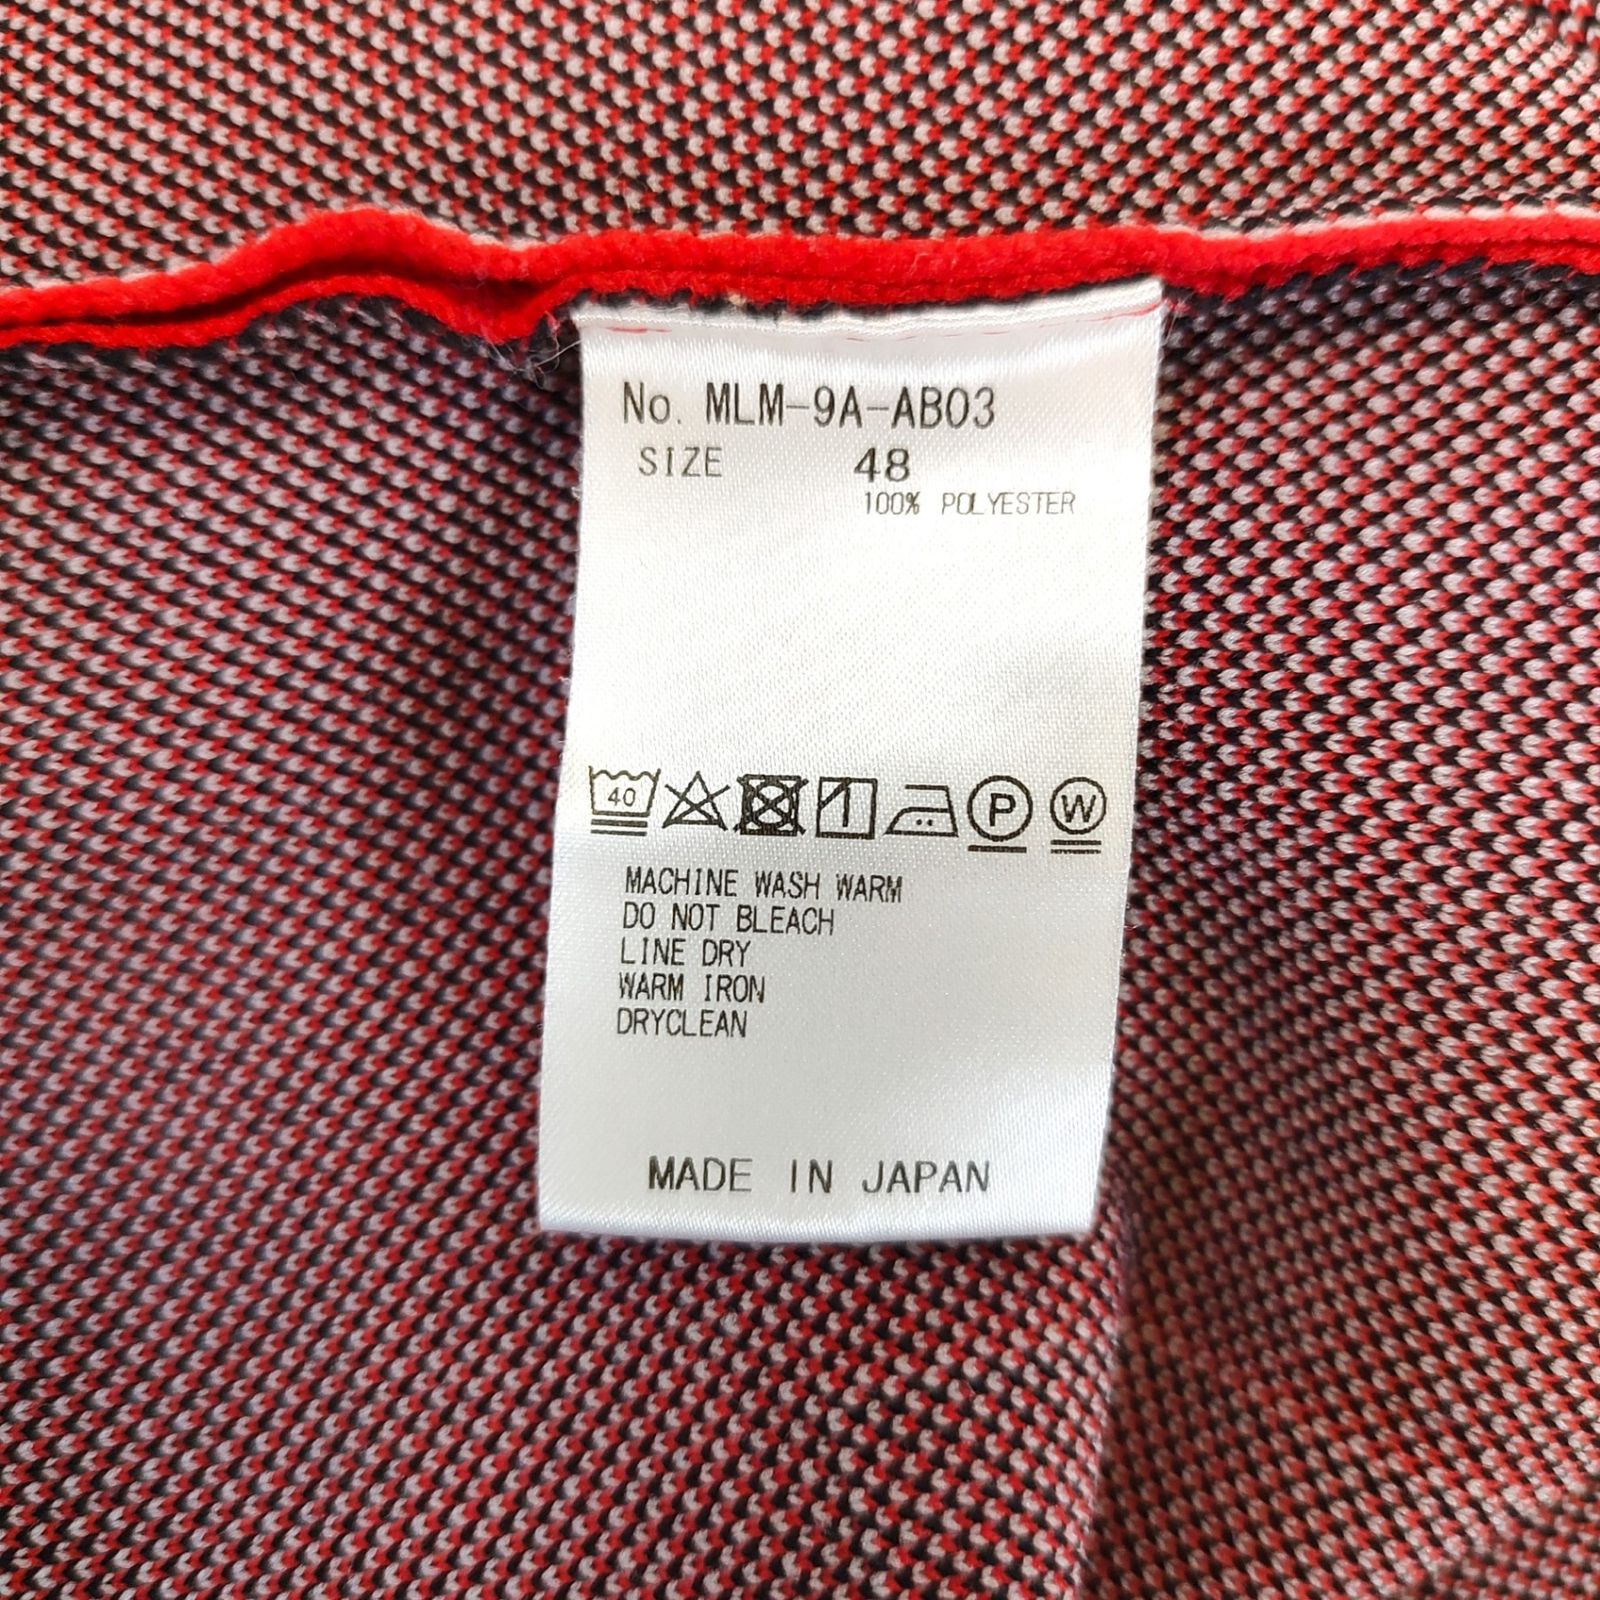 No. MLM-9A-AB03
SIZE 48
100% POLYESTER
40 P W
MACHINE WASH WARM
DO NOT BLEACH
LINE DRY
WARM IRON
DRYCLEAN
MADE IN JAPAN